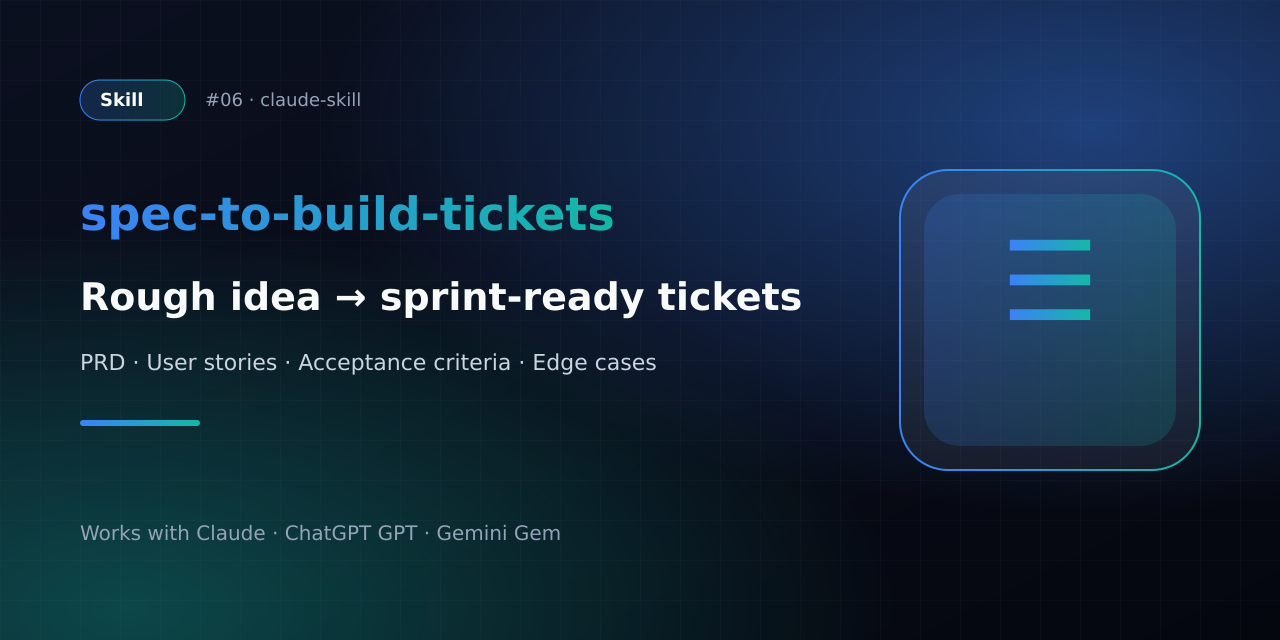 Skill
#06 · claude-skill
spec-to-build-tickets
Rough idea → sprint-ready tickets
PRD · User stories · Acceptance criteria · Edge cases
Works with Claude · ChatGPT GPT · Gemini Gem